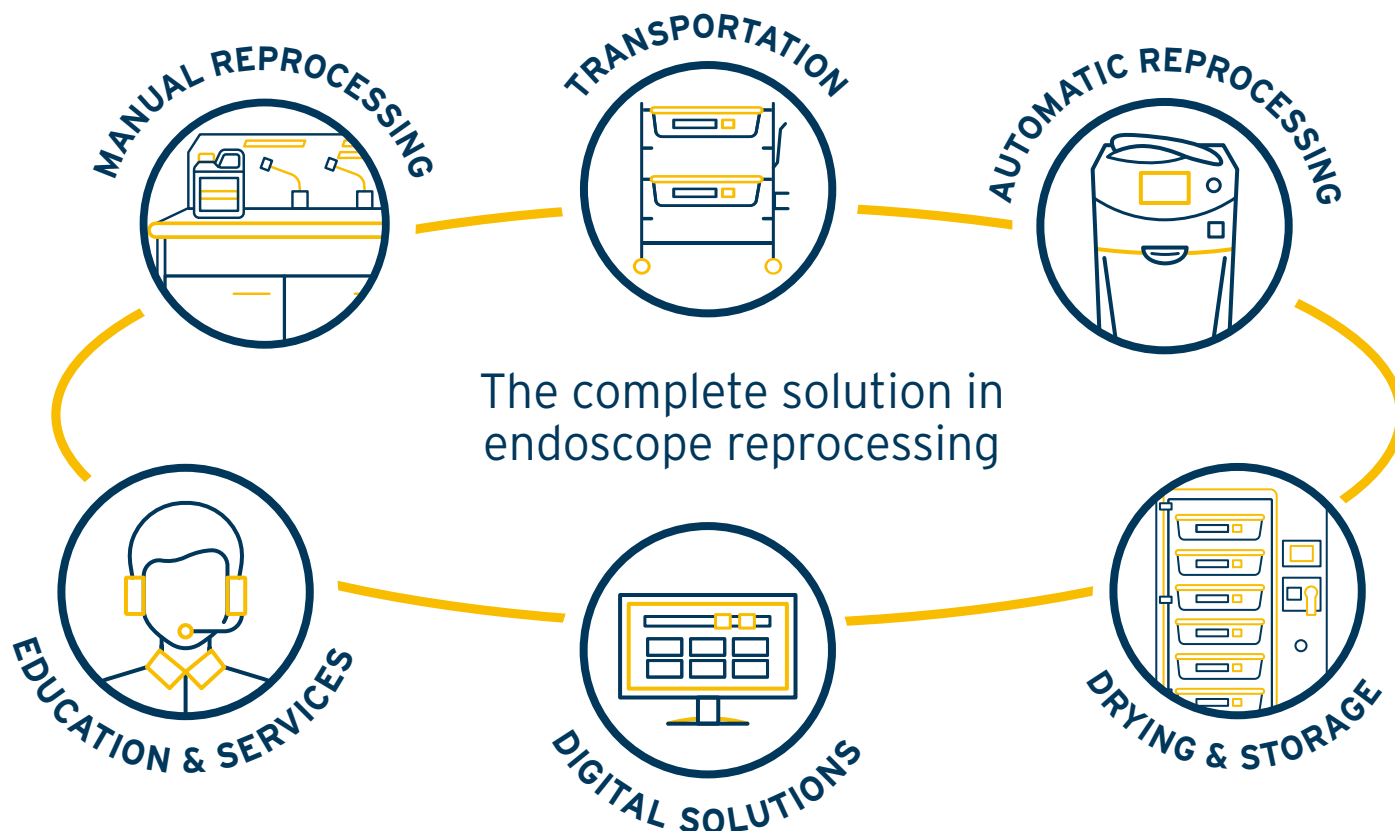 MANUAL REPROCESSING
TRANSPORTATION
AUTOMATIC REPROCESSING
The complete solution in
endoscope reprocessing
EDUCATION & SERVICES
DIGITAL SOLUTIONS
DRYING & STORAGE